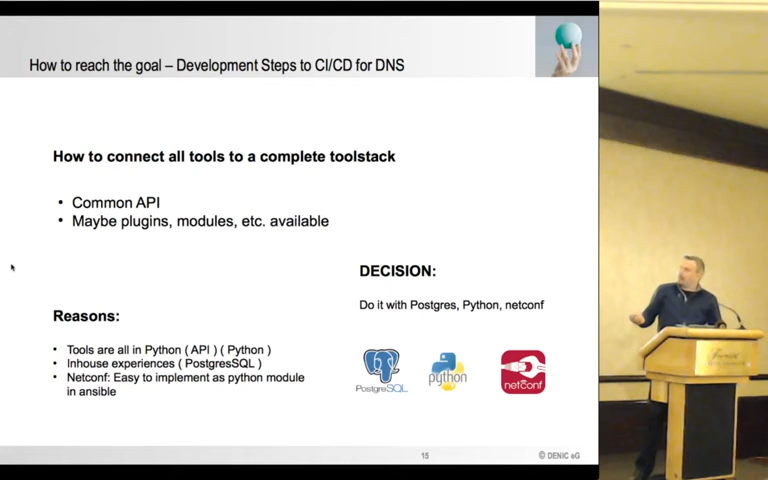 How to reach the goal – Development Steps to CI/CD for DNS
How to connect all tools to a complete toolstack
• Common API
• Maybe plugins, modules, etc. available
DECISION:
Do it with Postgres, Python, netconf
Reasons:
• Tools are all in Python ( API ) ( Python )
• Inhouse experiences ( PostgresSQL )
• Netconf: Easy to implement as python module
in ansible
PostgreSQL
python
netconf
15
© DENIC eG